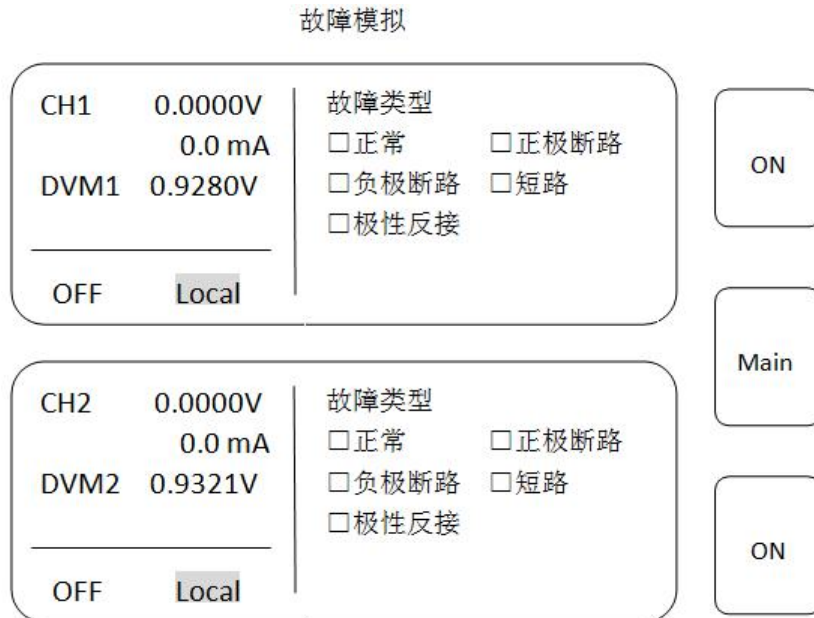 故障模拟
CH1 0.0000V
0.0 mA
DVM1 0.9280V
OFF Local
故障类型
□正常 □正极断路
□负极断路 □短路
□极性反接
ON
Main
CH2 0.0000V
0.0 mA
DVM2 0.9321V
OFF Local
故障类型
□正常 □正极断路
□负极断路 □短路
□极性反接
ON